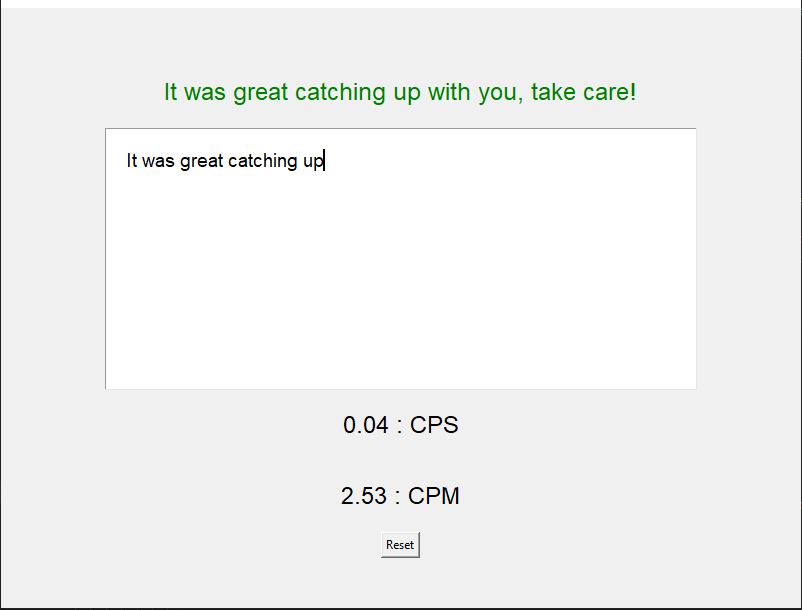 It was great catching up with you, take care!
It was great catching up
0.04 : CPS
2.53 : CPM
Reset